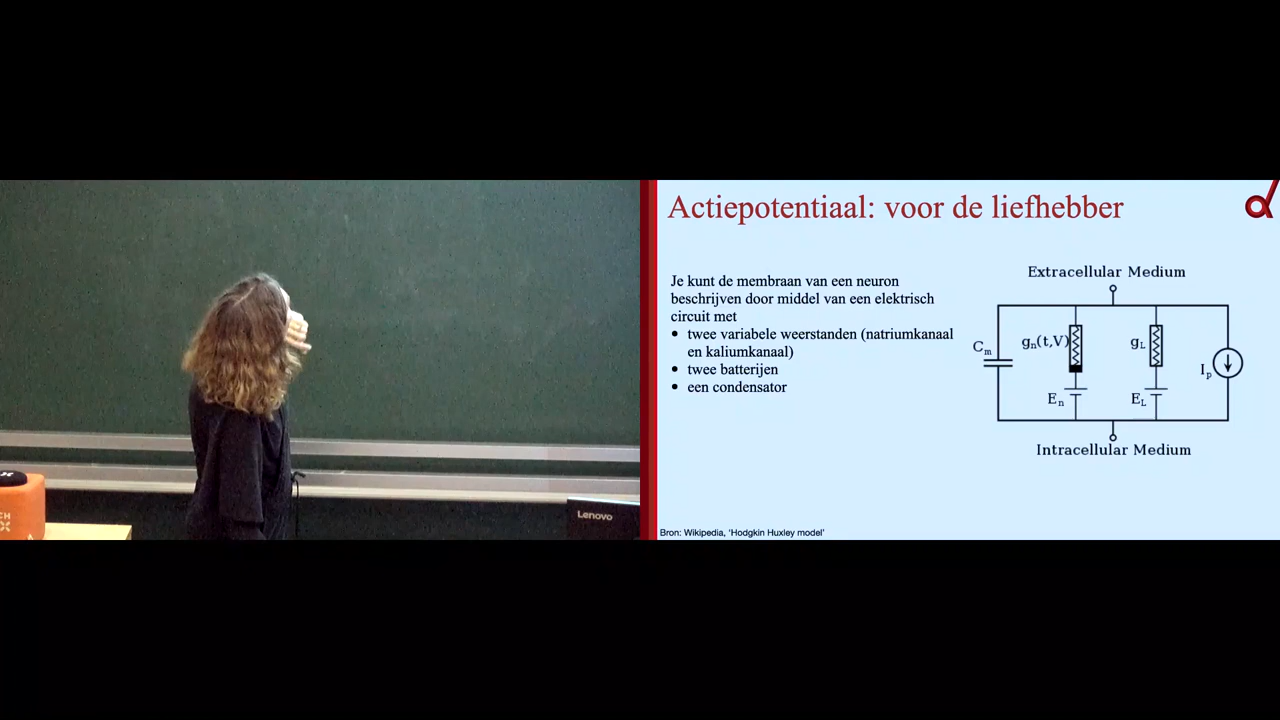 Actiepotentiaal: voor de liefhebber
Je kunt de membraan van een neuron
beschrijven door middel van een elektrisch
circuit met
• twee variabele weerstanden (natriumkanaal
en kaliumkanaal)
• twee batterijen
• een condensator
Extracellular Medium
Cm
gn(t,V)
gL
Ip
En
EL
Intracellular Medium
Bron: Wikipedia, 'Hodgkin Huxley model'
CH
X
Lenovo